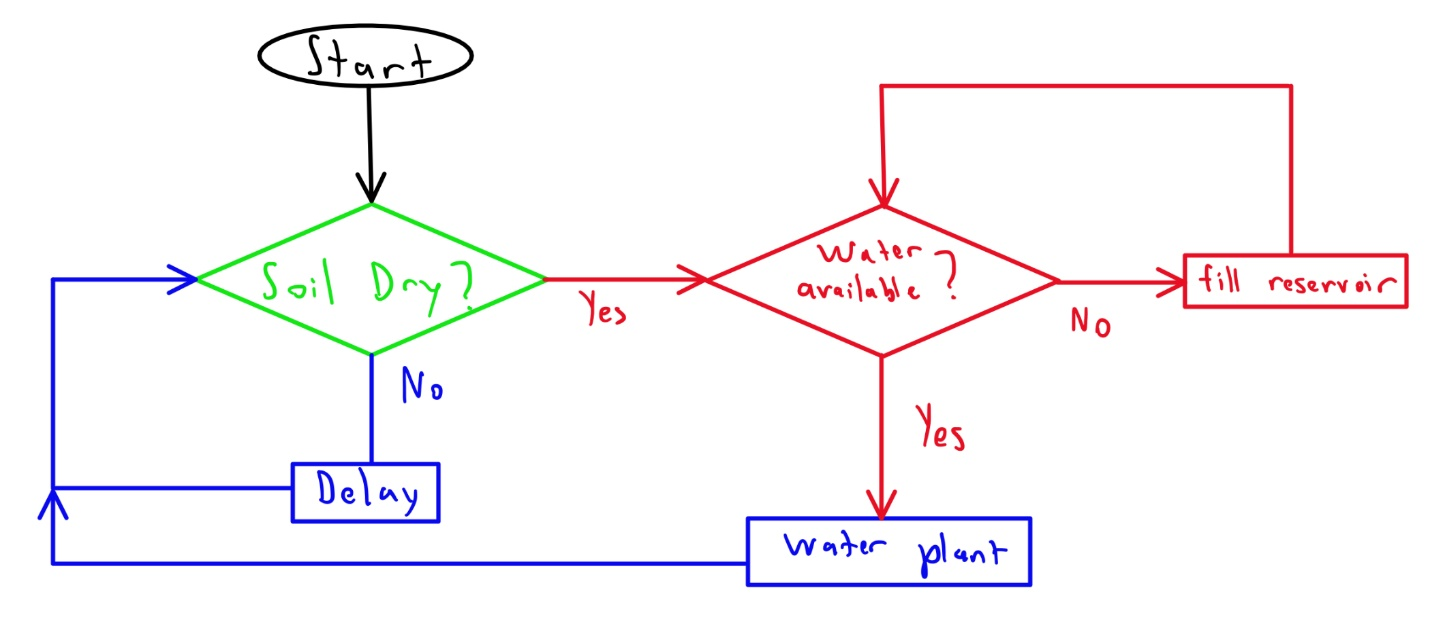 Start
Soil Dry?
Yes
Water
available?
No
fill reservoir
No
Yes
Delay
Water plant